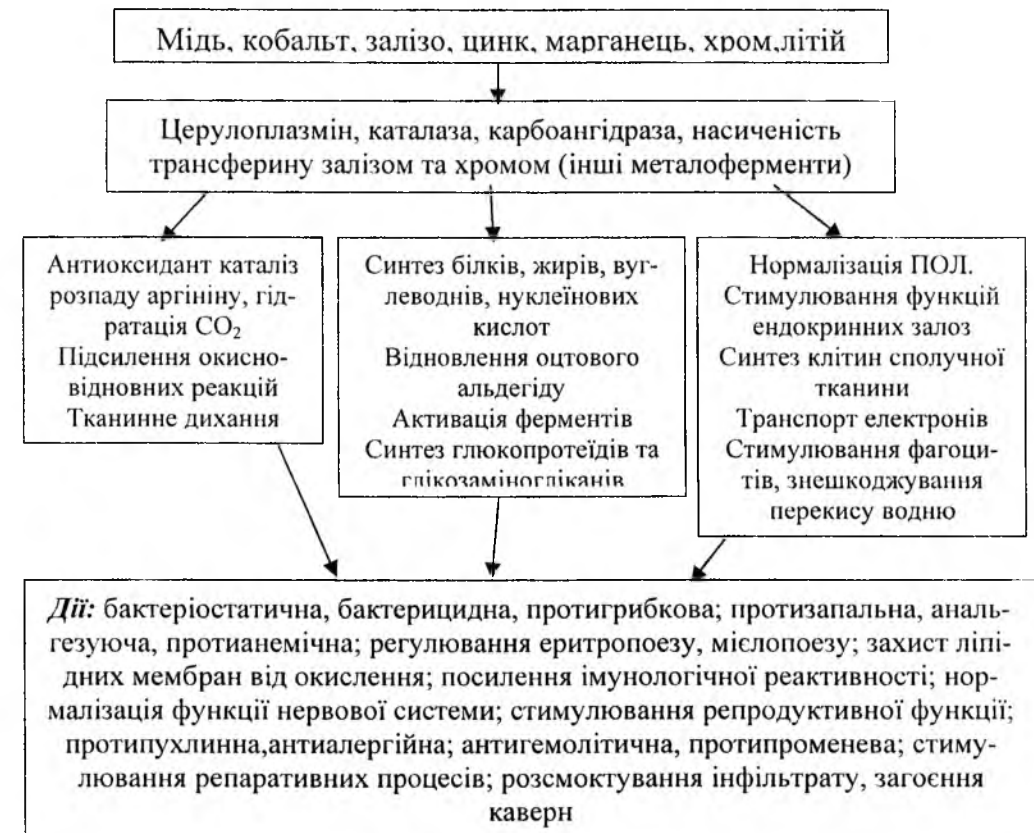 Мідь, кобальт, залізо, цинк, марганець, хром,літій
Церулоплазмін, каталаза, карбоангідраза, насиченість
трансферину залізом та хромом (інші металоферменти)
Антиоксидант каталіз
розпаду аргініну, гід-
ратація CO₂
Підсилення окисно-
відновних реакцій
Тканинне дихання
Синтез білків, жирів, вуг-
леводнів, нуклеїнових
кислот
Відновлення оцтового
альдегіду
Активація ферментів
Синтез глюкопротеїдів та
глікозаміногліканів
Нормалізація ПОЛ.
Стимулювання функцій
ендокринних залоз
Синтез клітин сполучної
тканини
Транспорт електронів
Стимулювання фагоци-
тів, знешкоджування
перекису водню
Дії: бактеріостатична, бактерицидна, протигрибкова; протизапальна, аналь-
гезуюча, протианемічна; регулювання еритропоезу, мієлопоезу; захист ліпі-
дних мембран від окислення; посилення імунологічної реактивності; нор-
малізація функції нервової системи; стимулювання репродуктивної функції;
протипухлинна,антиалергійна; антигемолітична, протипроменева; стиму-
лювання репаративних процесів; розсмоктування інфільтрату, загоєння
каверн